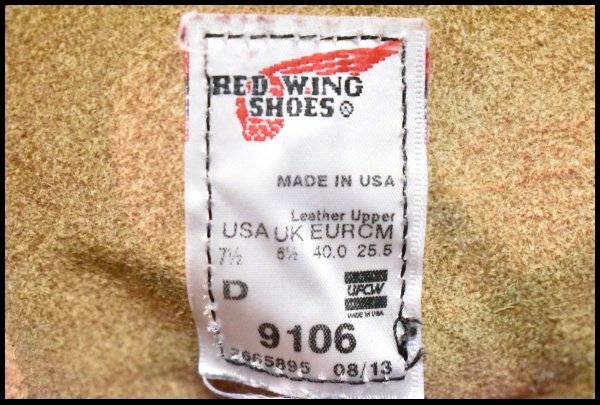 RED WING
SHOES®
MADE IN USA
Leather Upper
USA UK EUR CM
7½ 6½ 40.0 25.5
D
UFCW
MADE IN U.S.A.
9106
2665895 08/13